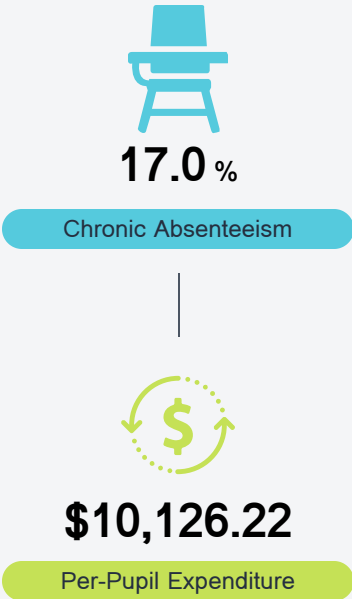 17.0 %
Chronic Absenteeism
$
$10,126.22
Per-Pupil Expenditure